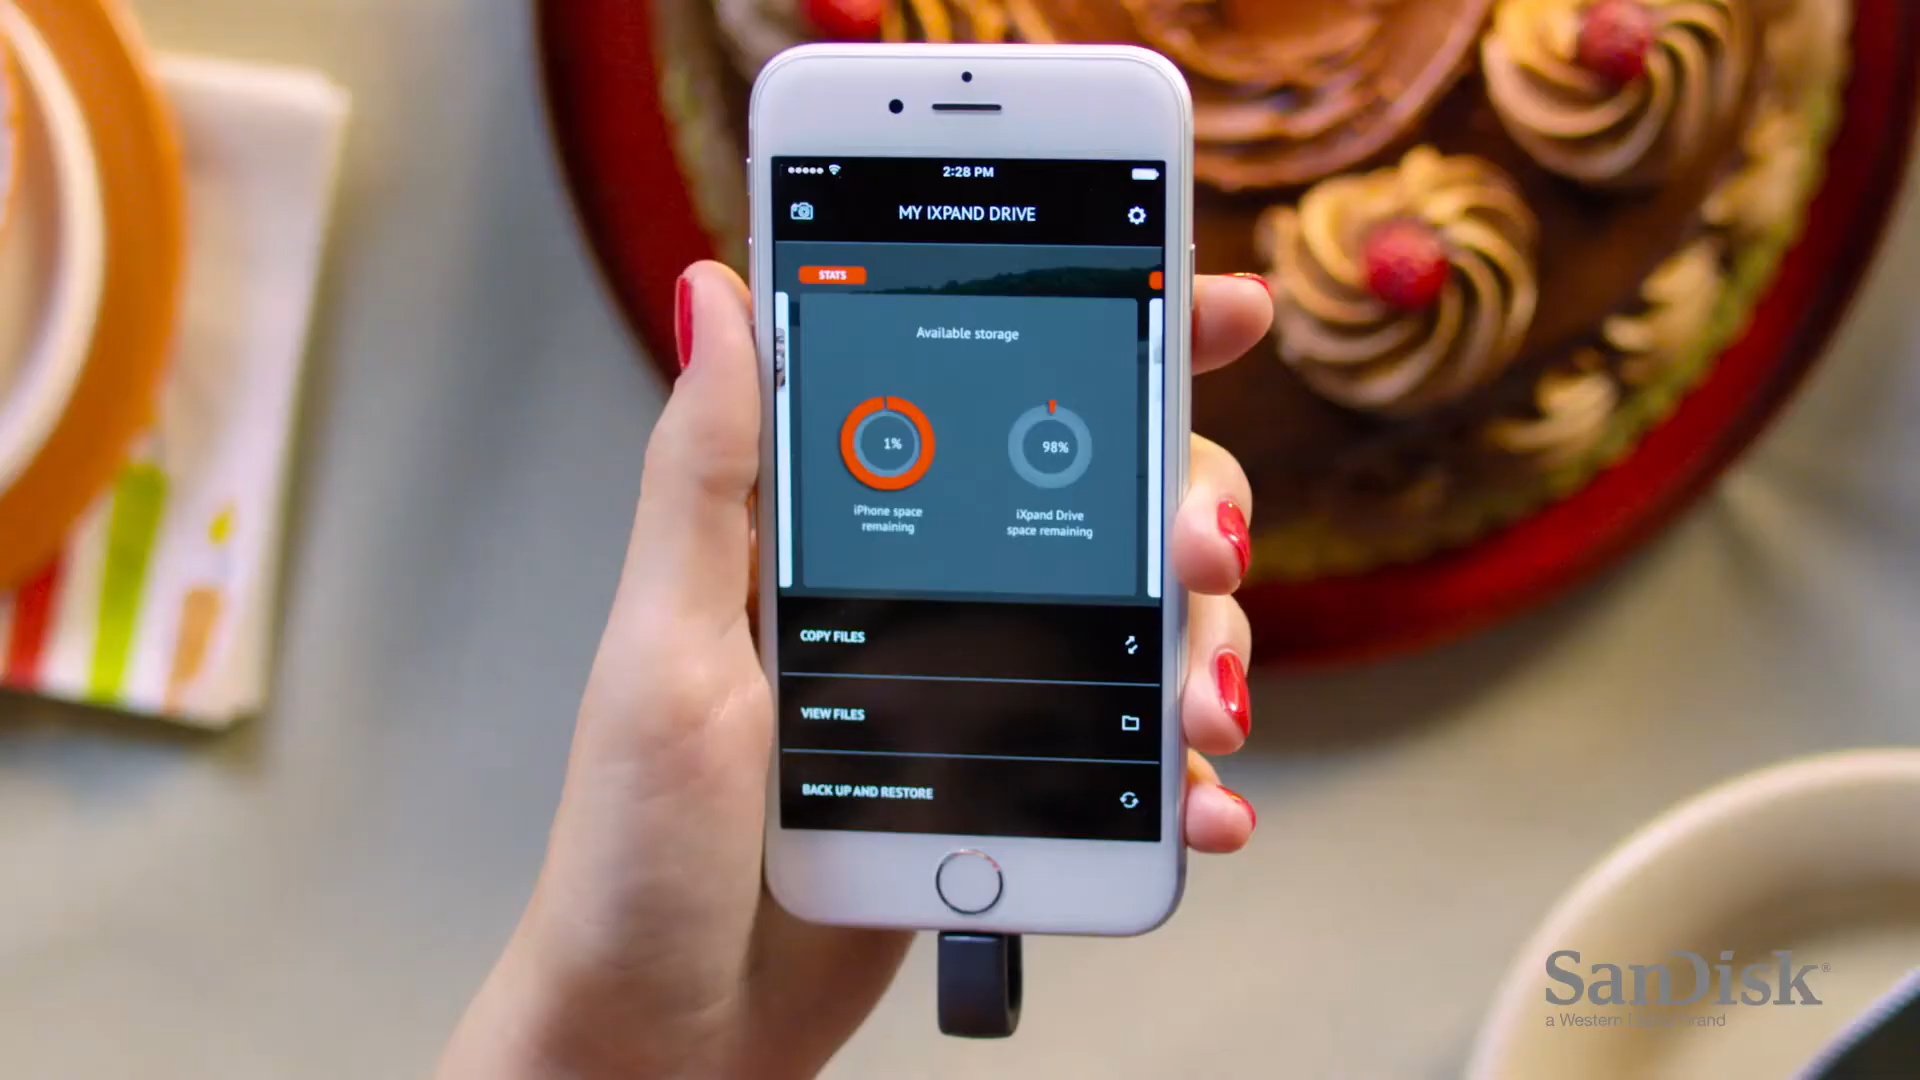 2:28 PM
MY IXPAND DRIVE
STATS
Available storage
1%
98%
iPhone space
remaining
iXpand Drive
space remaining
COPY FILES
VIEW FILES
BACK UP AND RESTORE
SanDisk®
a Western brand